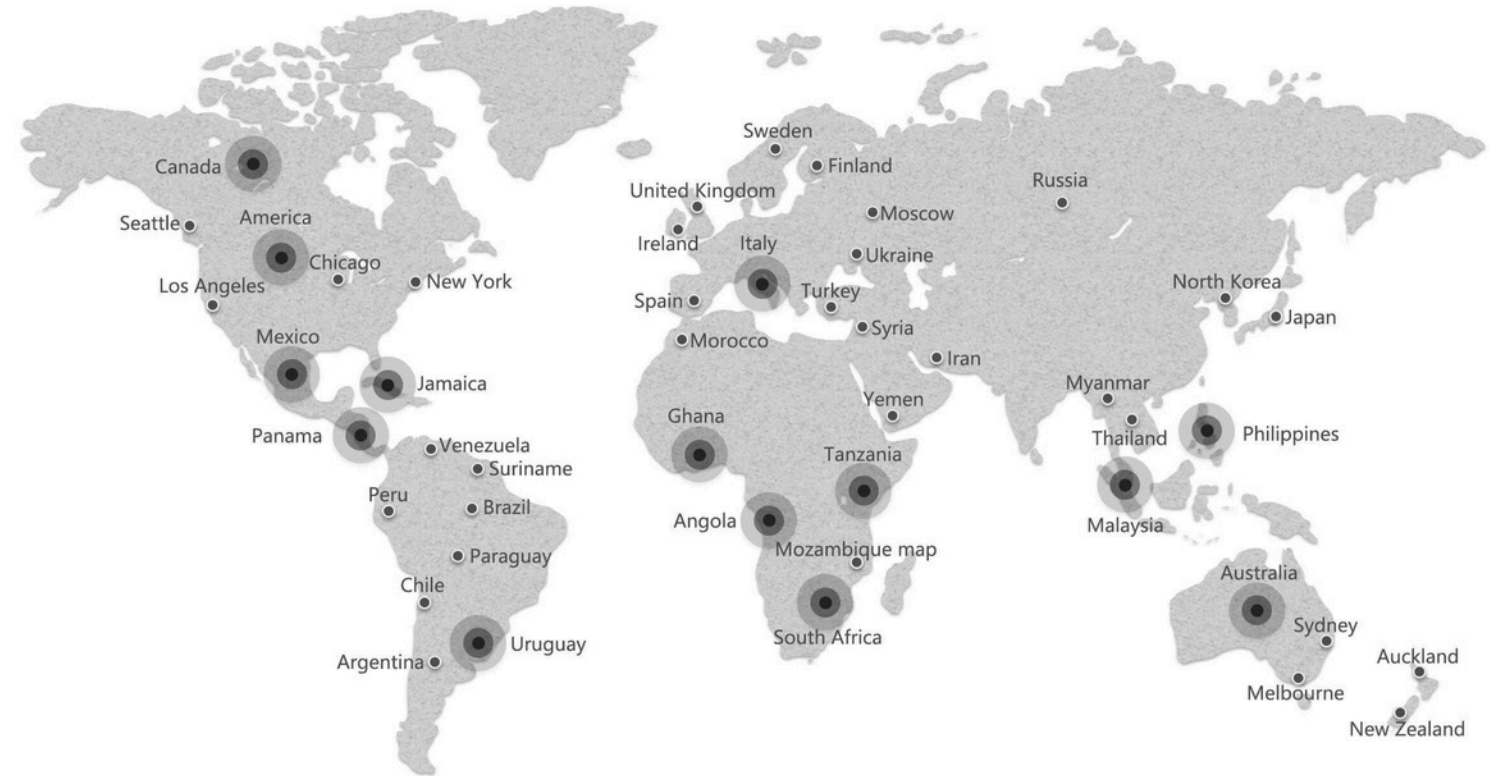 Sweden
Finland
Canada
Russia
United Kingdom
Moscow
America
Seattle
Ireland
Italy
Ukraine
Chicago
New York
North Korea
Los Angeles
Turkey
Spain
Japan
Syria
Mexico
Morocco
Iran
Jamaica
Myanmar
Yemen
Ghana
Panama
Philippines
Thailand
Venezuela
Tanzania
Suriname
Peru
Brazil
Angola
Malaysia
Mozambique map
Paraguay
Australia
Chile
Sydney
South Africa
Uruguay
Auckland
Argentina
Melbourne
New Zealand